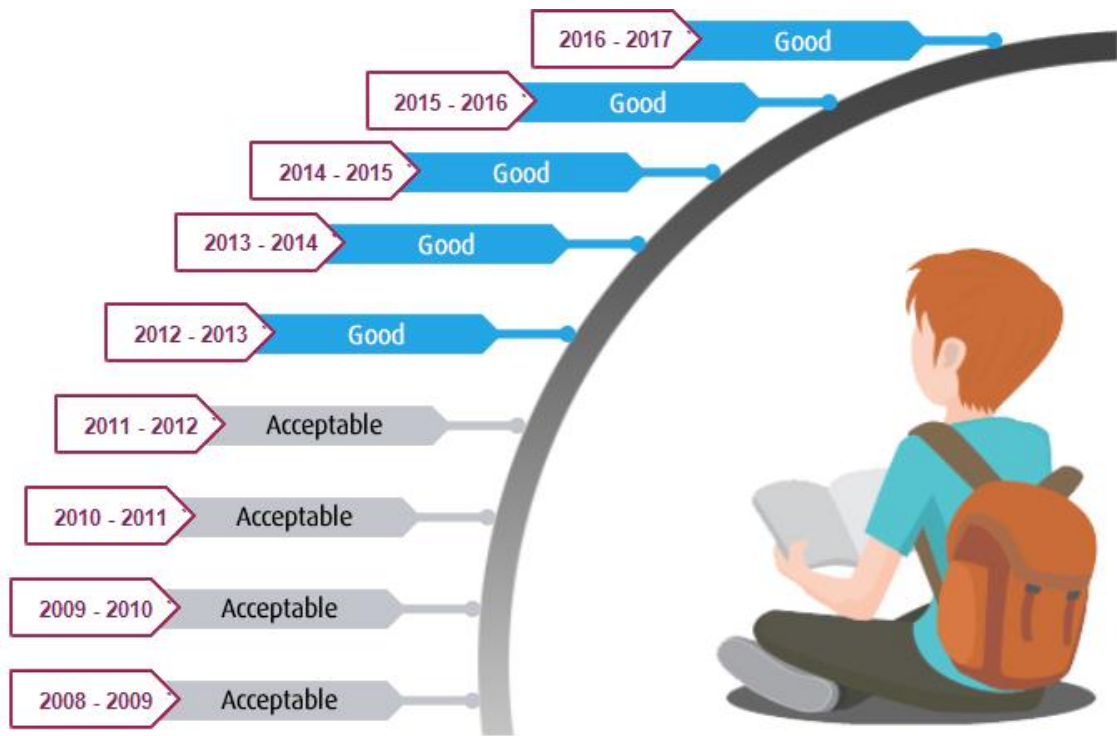 2016 - 2017 Good
2015 - 2016 Good
2014 - 2015 Good
2013 - 2014 Good
2012 - 2013 Good
2011 - 2012 Acceptable
2010 - 2011 Acceptable
2009 - 2010 Acceptable
2008 - 2009 Acceptable